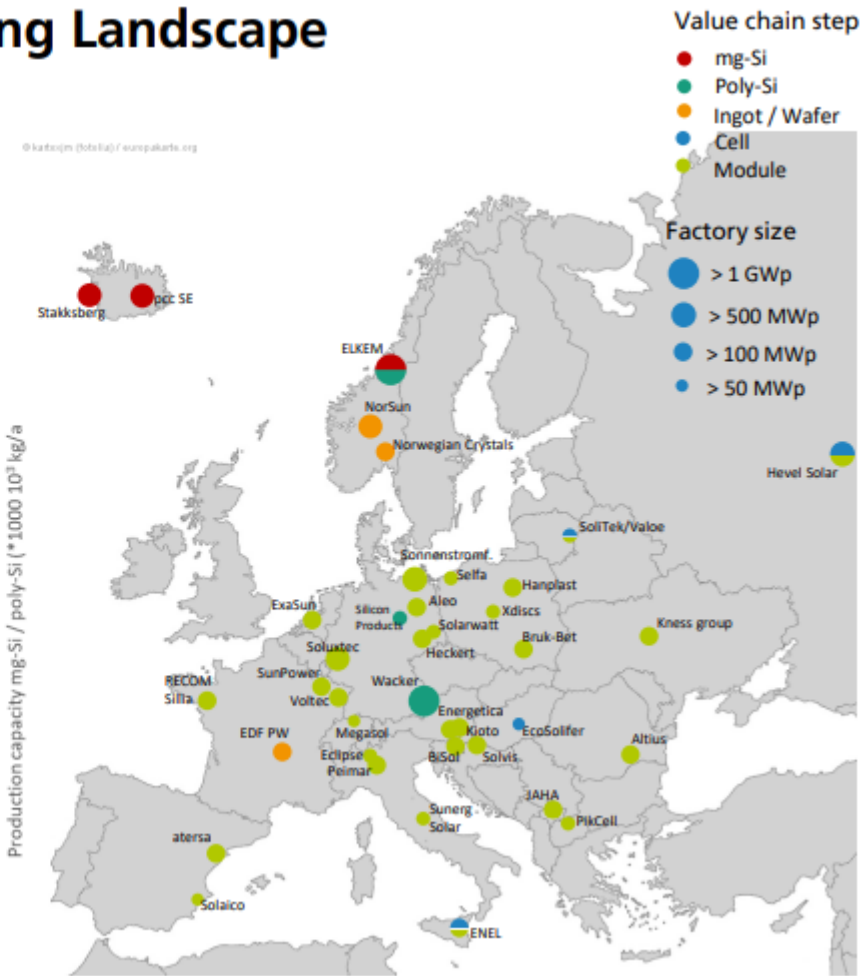 ng Landscape
Value chain step
mg-Si
Poly-Si
Ingot / Wafer
Cell
Module
© kartoxjm (fotolia) / europakarte.org
Factory size
> 1 GWp
> 500 MWp
> 100 MWp
> 50 MWp
Stakksberg
pcc SE
ELKEM
NorSun
Norwegian Crystals
Hevel Solar
SoliTek/Valoe
Sonnenstromf.
Selfa
Hanplast
ExaSun
Silicon
Products
Aleo
Xdiscs
Solarwatt
Kness group
Bruk-Bet
Heckert
Soluxtec
SunPower
RECOM
Silla
Voltec
Wacker
Energetica
EDF PW
Megasol
Kioto
EcoSolifer
Altius
Eclipse
BiSol
Solvis
Peimar
JAHA
PikCell
Sunerg
Solar
atersa
Solaico
ENEL
Production capacity mg-Si / poly-Si (*1000 10³ kg/a